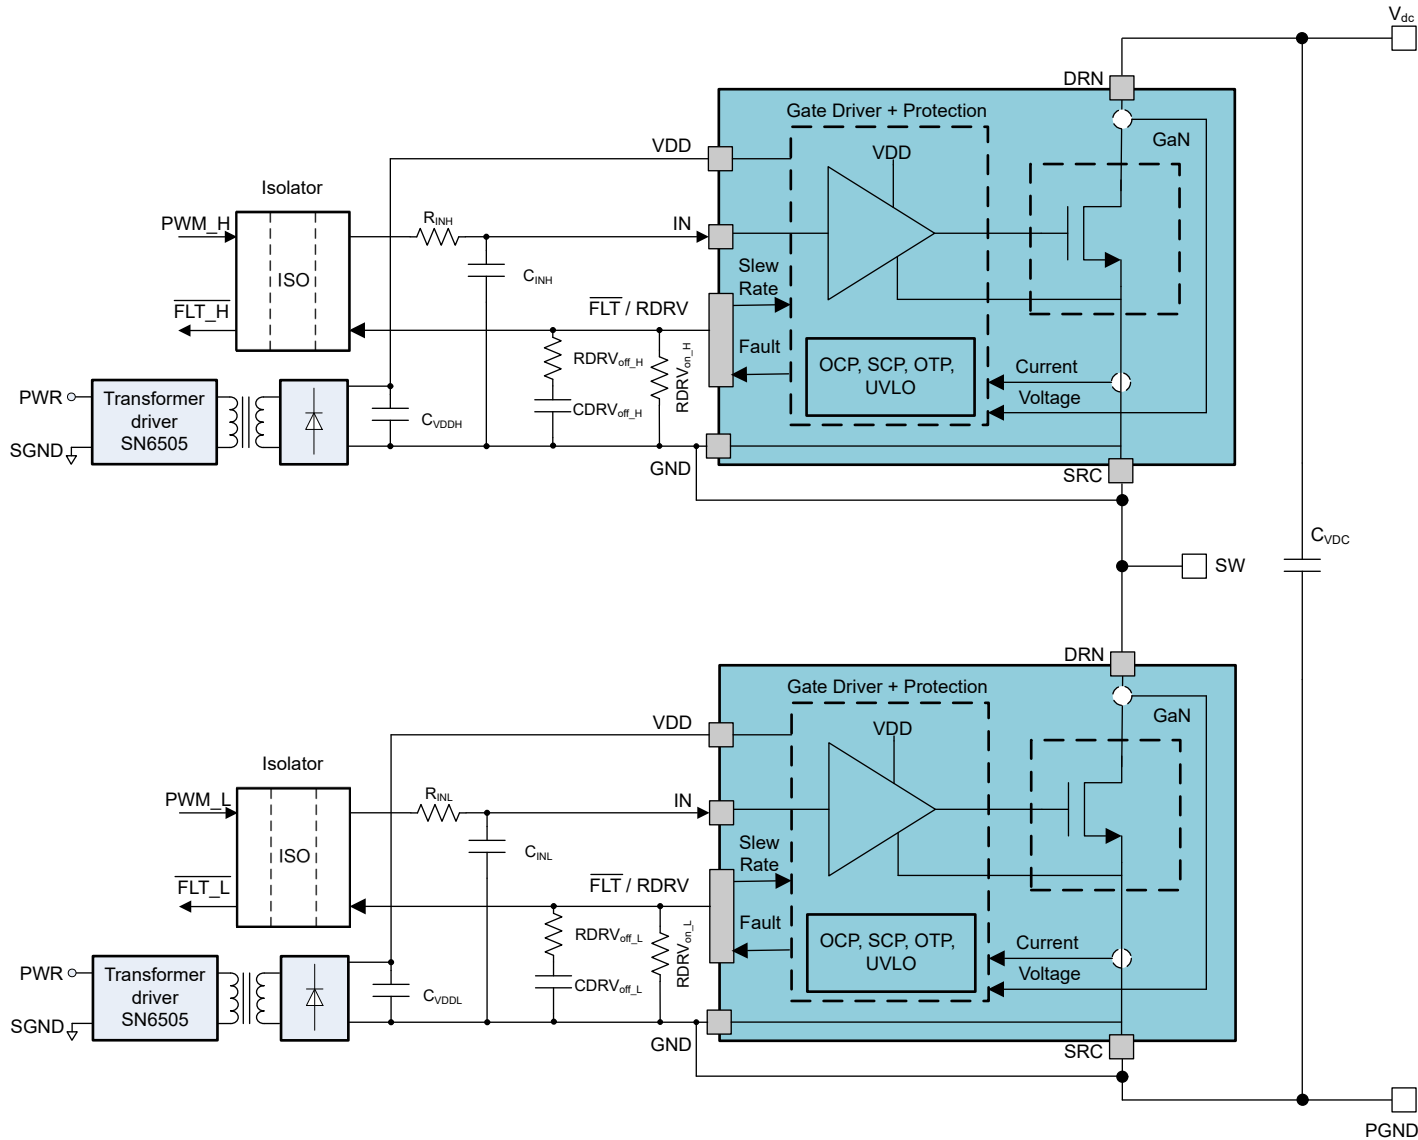 Vdc
DRN
Gate Driver + Protection
GaN
VDD
VDD
Isolator
PWM_H
RINH
IN
ISO
CINH
Slew
Rate
FLT_H
FLT / RDRV
RDRVoff_H
RDRVon_H
Fault
OCP, SCP, OTP,
UVLO
Current
Voltage
PWR
Transformer
driver
SN6505
CVDDH
CDRVoff_H
SGND
GND
SRC
CVDC
SW
DRN
Gate Driver + Protection
GaN
VDD
VDD
Isolator
PWM_L
RINL
IN
ISO
CINL
Slew
Rate
FLT_L
FLT / RDRV
RDRVoff_L
RDRVon_L
Fault
OCP, SCP, OTP,
UVLO
Current
Voltage
PWR
Transformer
driver
SN6505
CVDDL
CDRVoff_L
SGND
GND
SRC
PGND